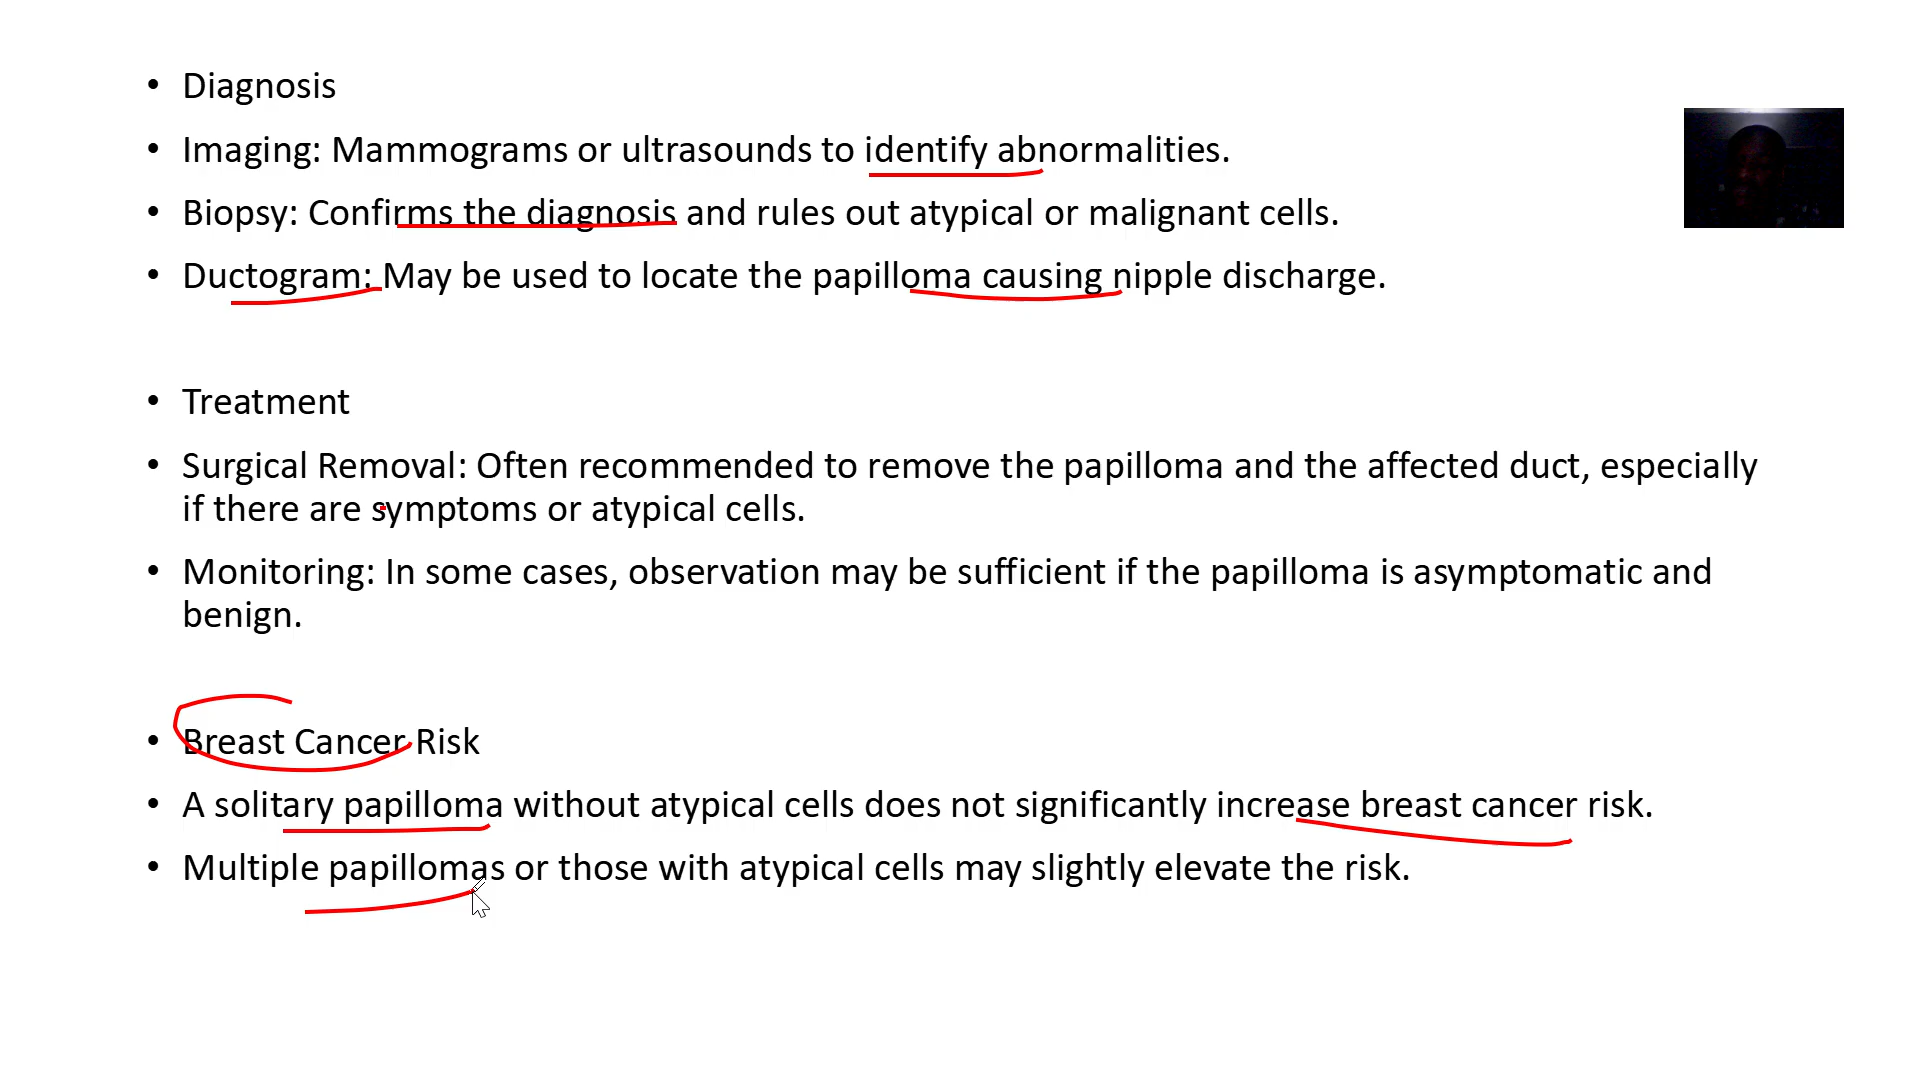 • Diagnosis
• Imaging: Mammograms or ultrasounds to identify abnormalities.
• Biopsy: Confirms the diagnosis and rules out atypical or malignant cells.
• Ductogram: May be used to locate the papilloma causing nipple discharge.
• Treatment
• Surgical Removal: Often recommended to remove the papilloma and the affected duct, especially
if there are symptoms or atypical cells.
• Monitoring: In some cases, observation may be sufficient if the papilloma is asymptomatic and
benign.
• Breast Cancer Risk
• A solitary papilloma without atypical cells does not significantly increase breast cancer risk.
• Multiple papillomas or those with atypical cells may slightly elevate the risk.